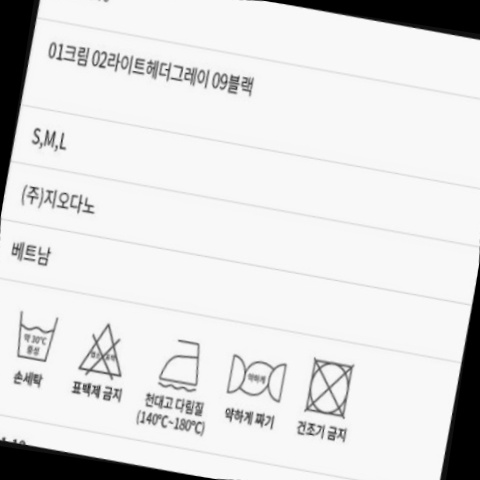 01크림 02라이트헤더그레이 09블랙
S,M,L
(주)지오다노
베트남
약 30℃
중성
손세탁
표백제 금지
천대고 다림질
(140℃~180℃)
약하게
약하게 짜기
건조기 금지